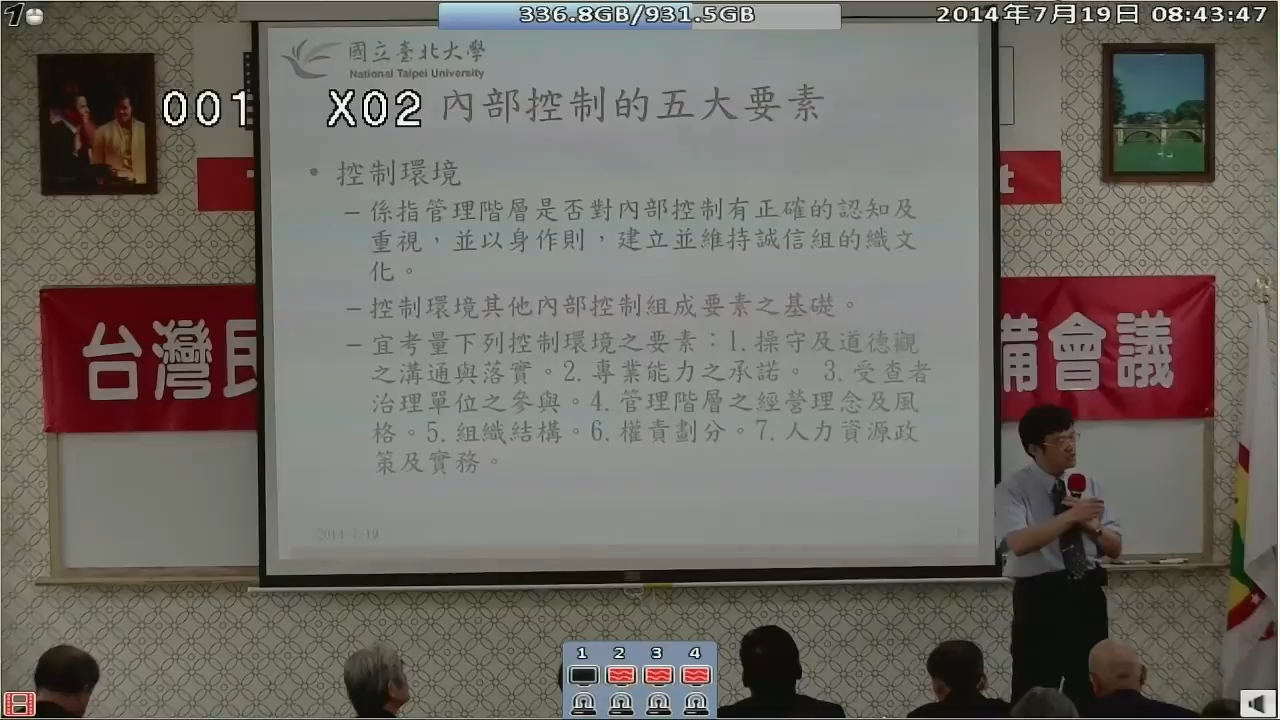 1
336.8GB/931.5GB
2014年7月19日 08:43:47
國立臺北大學
National Taipei University
001
X02
內部控制的五大要素
• 控制環境
– 係指管理階層是否對內部控制有正確的認知及
重視，並以身作則，建立並維持誠信組的織文
化。
– 控制環境其他內部控制組成要素之基礎。
– 宜考量下列控制環境之要素：1.操守及道德觀
之溝通與落實。2.專業能力之承諾。 3.受查者
治理單位之參與。4.管理階層之經營理念及風
格。5.組織結構。6.權責劃分。7.人力資源政
策及實務。
t
台灣民
備會議
2014/7/19
1 2 3 4